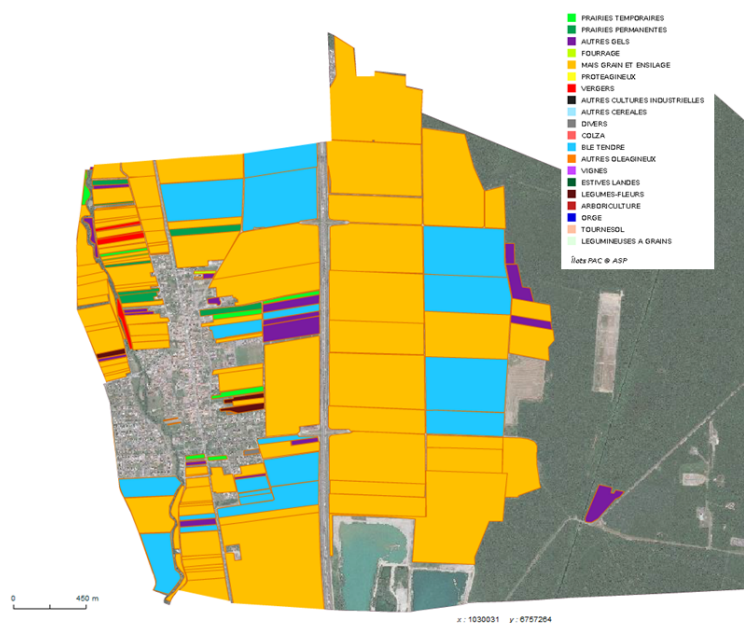 PRAIRIES TEMPORAIRES
PRAIRIES PERMANENTES
AUTRES GELS
FOURRAGE
MAIS GRAIN ET ENSILAGE
PROTEAGINEUX
VERGERS
AUTRES CULTURES INDUSTRIELLES
AUTRES CEREALES
DIVERS
COLZA
BLE TENDRE
AUTRES OLEAGINEUX
VIGNES
ESTIVES LANDES
LEGUMES-FLEURS
ARBORICULTURE
ORGE
TOURNESOL
LEGUMINEUSES A GRAINS
Îlots PAC @ ASP
0 450 m
x : 1030031 y : 6757264